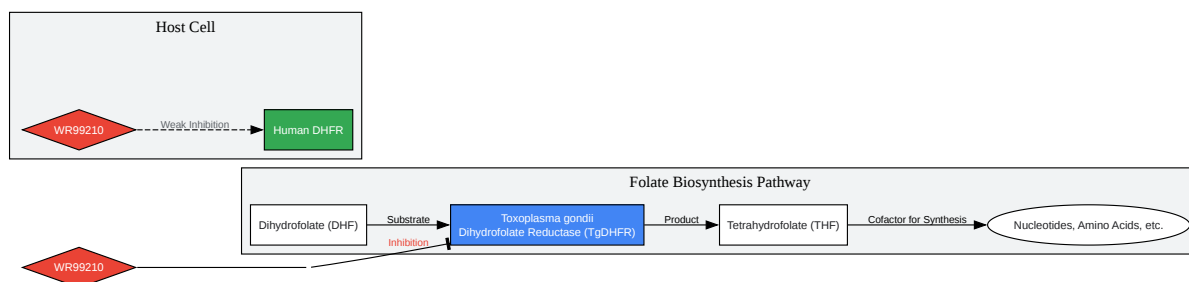 Host Cell
WR99210
Weak Inhibition
Human DHFR
Folate Biosynthesis Pathway
Dihydrofolate (DHF)
Substrate
Toxoplasma gondii
Dihydrofolate Reductase (TgDHFR)
Product
Tetrahydrofolate (THF)
Cofactor for Synthesis
Nucleotides, Amino Acids, etc.
Inhibition
WR99210